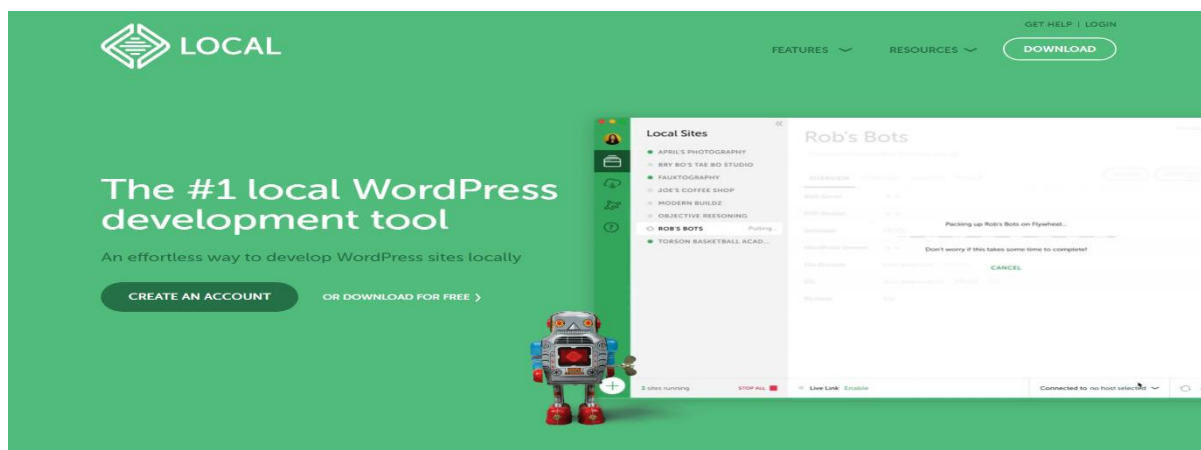 GET HELP | LOGIN
LOCAL
FEATURES
RESOURCES
DOWNLOAD
The #1 local WordPress
development tool
An effortless way to develop WordPress sites locally
CREATE AN ACCOUNT
OR DOWNLOAD FOR FREE
Local Sites
APRIL'S PHOTOGRAPHY
BRY BO'S TAE BO STUDIO
FAUXTOGRAPHY
JOE'S COFFEE SHOP
MODERN BUILDZ
OBJECTIVE REESONING
ROB'S BOTS Pulling...
TORSON BASKETBALL ACAD...
3 sites running STOP ALL
Rob's Bots
OVERVIEW
Packing up Rob's Bots on Flywheel...
Don't worry if this takes some time to complete!
CANCEL
Live Link Enable
Connected to no host selected